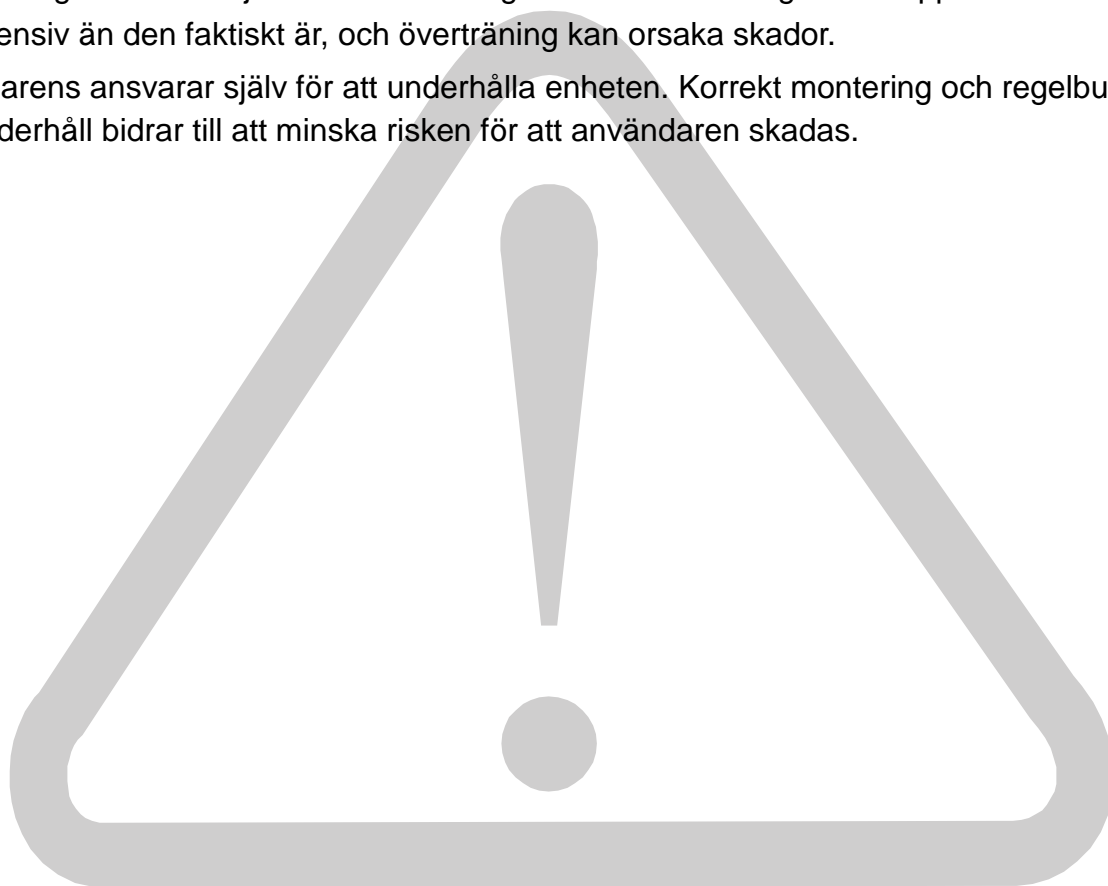 ensiv än den faktiskt är, och överträning kan orsaka skador.
arens ansvarar själv för att underhålla enheten. Korrekt montering och regelbu
derhåll bidrar till att minska risken för att användaren skadas.